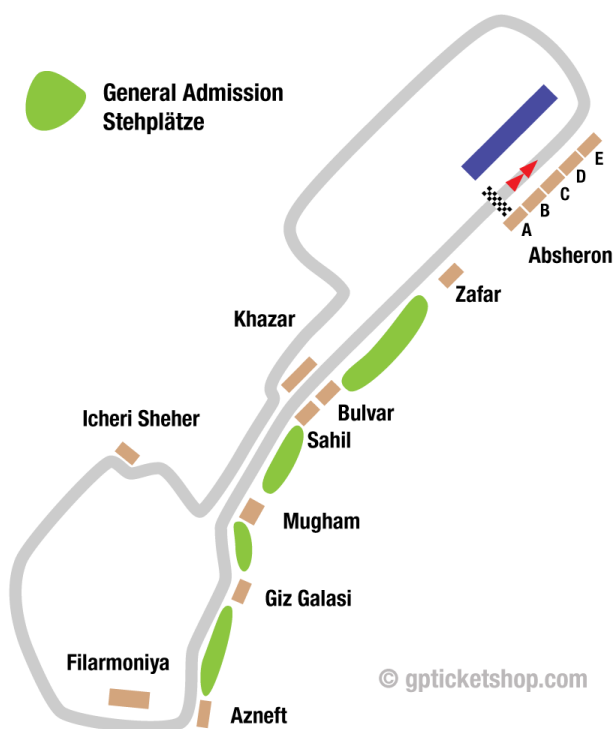 General Admission
Stehplätze
E
D
C
B
A
Absheron
Zafar
Khazar
Bulvar
Icheri Sheher
Sahil
Mugham
Giz Galasi
Filarmoniya
© gpticketshop.com
Azneft